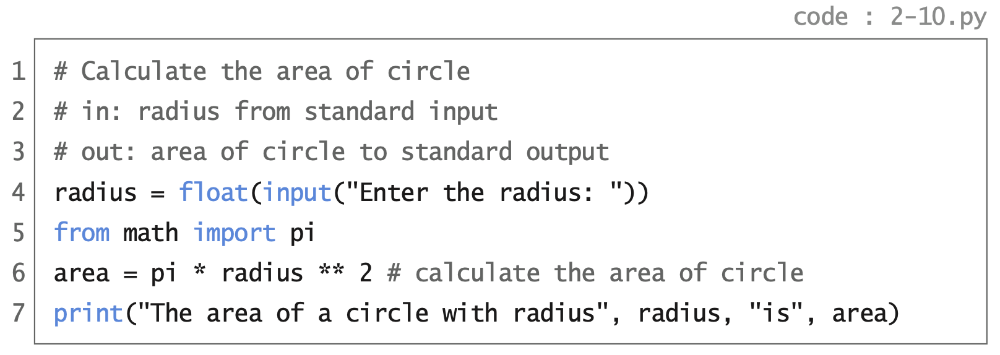 code : 2-10.py
1 # Calculate the area of circle
2 # in: radius from standard input
3 # out: area of circle to standard output
4 radius = float(input("Enter the radius: "))
5 from math import pi
6 area = pi * radius ** 2 # calculate the area of circle
7 print("The area of a circle with radius", radius, "is", area)